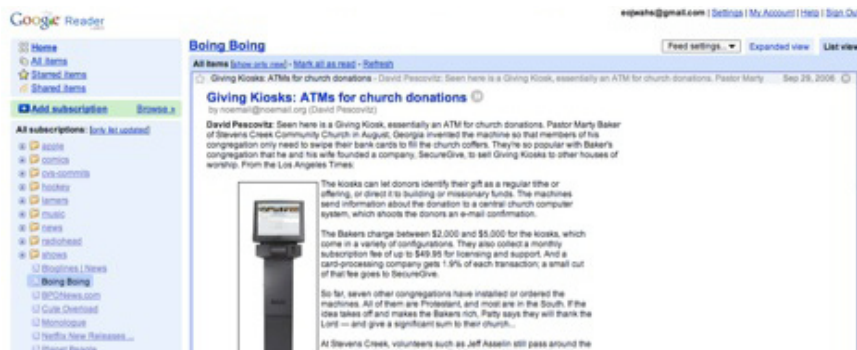 Google Reader
eqjwahs@gmail.com | Settings | My Account | Help | Sign Out
Home
All items
Starred items
Shared items
Add subscription Browse »
All subscriptions: [only list updated]
apple
comics
cvs-commits
hockey
lamers
music
news
radiohead
shows
Bloglines | News
Boing Boing
BPGNews.com
Cute Overload
Monologue
Netflix New Releases ...
Planet People
Boing Boing
Feed settings... Expanded view List view
All items [show only new] - Mark all as read - Refresh
Giving Kiosks: ATMs for church donations - David Pescovitz: Seen here is a Giving Kiosk, essentially an ATM for church donations. Pastor Marty Sep 29, 2006
Giving Kiosks: ATMs for church donations
by noemail@noemail.org (David Pescovitz)
David Pescovitz: Seen here is a Giving Kiosk, essentially an ATM for church donations. Pastor Marty Baker
of Stevens Creek Community Church in August, Georgia invented the machine so that members of his
congregation only need to swipe their bank cards to fill the church coffers. They're so popular with Baker's
congregation that he and his wife founded a company, SecureGive, to sell Giving Kiosks to other houses of
worship. From the Los Angeles Times:
The kiosks can let donors identify their gift as a regular tithe or
offering, or direct it to building or missionary funds. The machines
send information about the donation to a central church computer
system, which shoots the donors an e-mail confirmation.
The Bakers charge between $2,000 and $5,000 for the kiosks, which
come in a variety of configurations. They also collect a monthly
subscription fee of up to $49.95 for licensing and support. And a
card-processing company gets 1.9% of each transaction; a small cut
of that fee goes to SecureGive.
So far, seven other congregations have installed or ordered the
machines. All of them are Protestant, and most are in the South. If the
idea takes off and makes the Bakers rich, Patty says they will thank the
Lord — and give a significant sum to their church...
At Stevens Creek, volunteers such as Jeff Asselin still pass around the